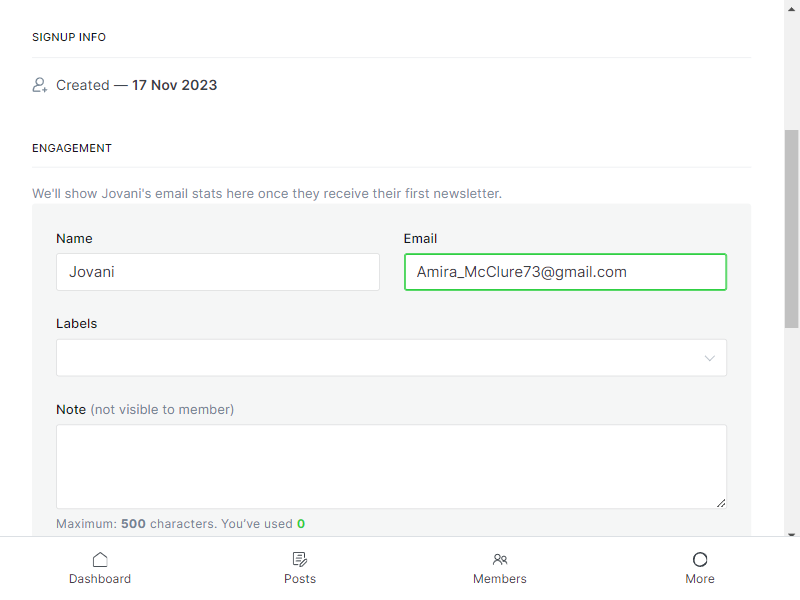 SIGNUP INFO
Created — 17 Nov 2023
ENGAGEMENT
We'll show Jovani's email stats here once they receive their first newsletter.
Name
Email
Jovani
Amira_McClure73@gmail.com
Labels
Note (not visible to member)
Maximum: 500 characters. You've used 0
Dashboard
Posts
Members
More